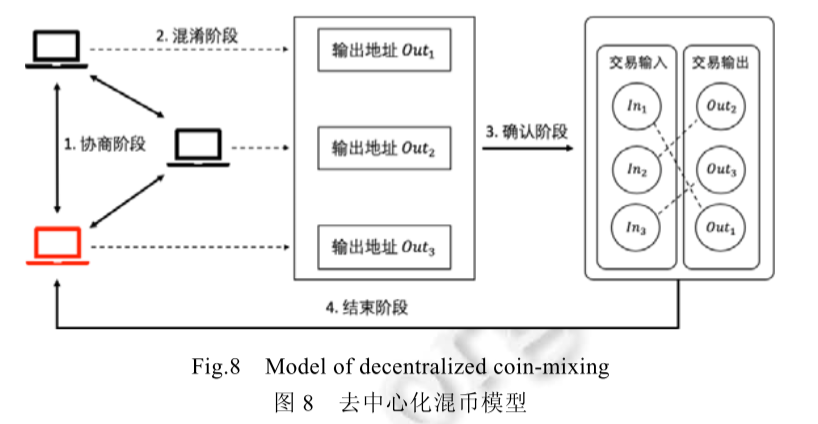 2. 混淆阶段
输出地址 Out₁
1. 协商阶段
输出地址 Out₂
输出地址 Out₃
3. 确认阶段
交易输入
交易输出
In₁
Out₂
In₂
Out₃
In₃
Out₁
4. 结束阶段
Fig.8 Model of decentralized coin-mixing
图 8 去中心化混币模型